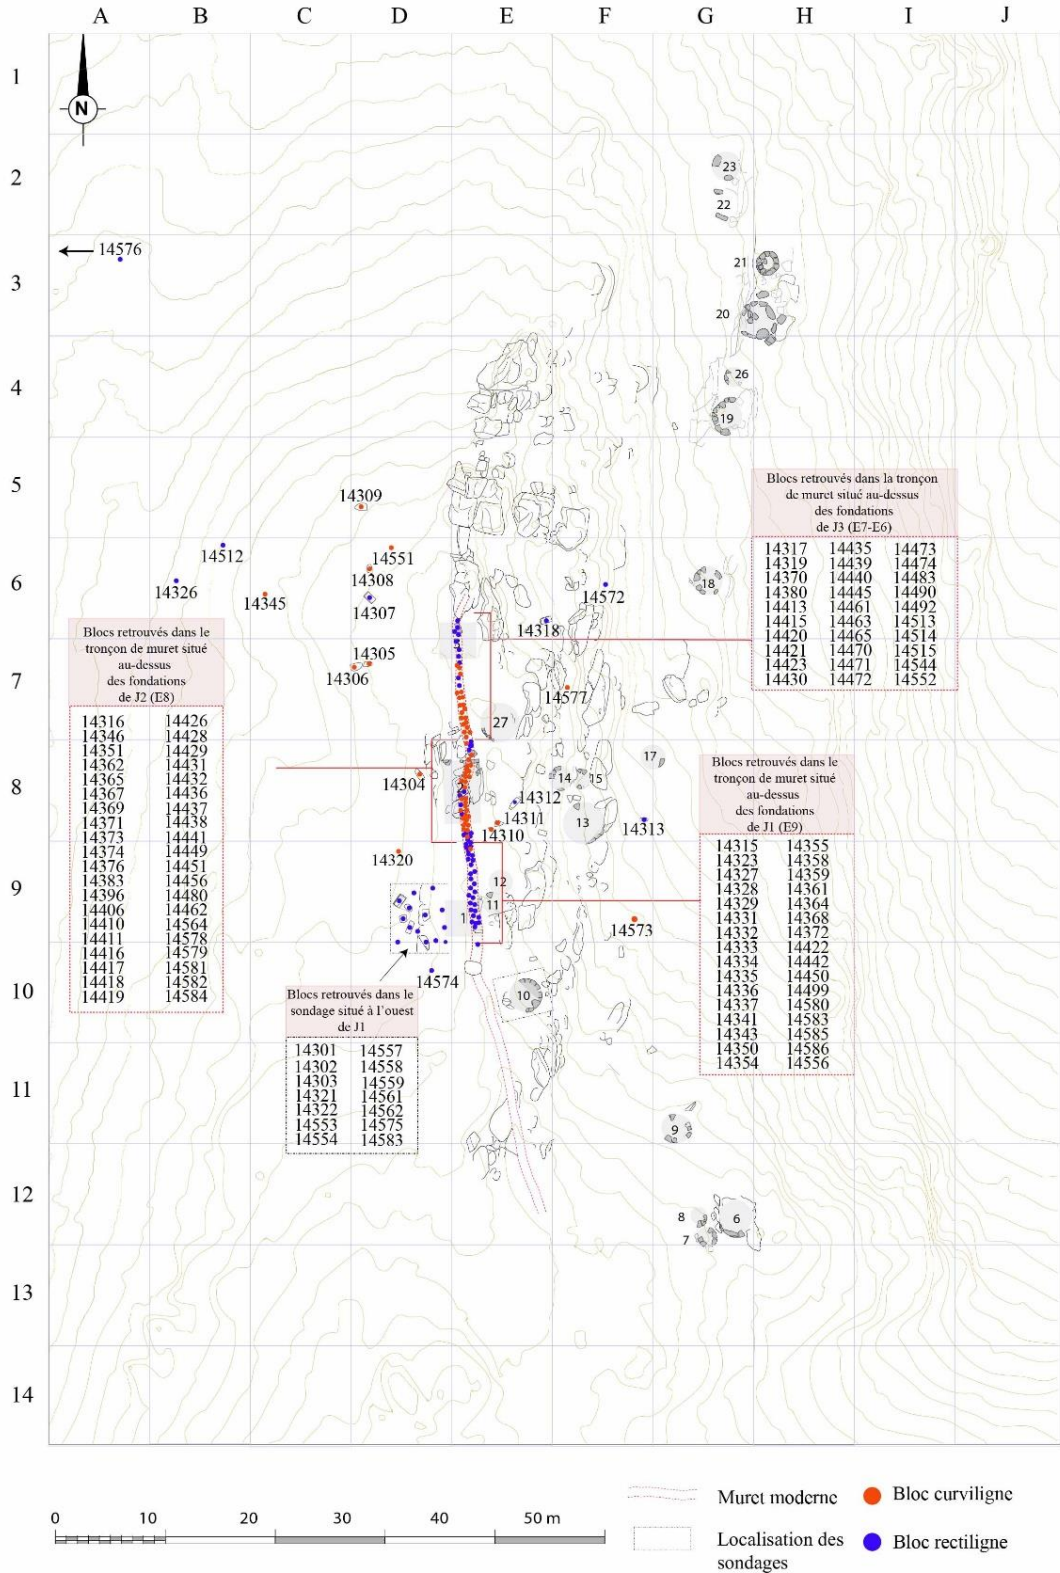 A B C D E F G H I J
1
N
2
23
22
14576
3
21
20
4
26
19
5
14309
Blocs retrouvés dans la tronçon
de muret situé au-dessus
des fondations
de J3 (E7-E6)
14317 14435 14473
14319 14439 14474
14370 14440 14483
14380 14445 14490
14413 14461 14492
14415 14463 14513
14420 14465 14514
14421 14470 14515
14423 14471 14544
14430 14472 14552
14512
14551
6
14326
14345
14308
14307
14572
18
14318
Blocs retrouvés dans le
tronçon de muret situé
au-dessus
des fondations
de J2 (E8)
14316 14426
14346 14428
14351 14429
14362 14431
14365 14432
14367 14436
14369 14437
14371 14438
14373 14441
14374 14449
14376 14451
14383 14456
14396 14480
14406 14462
14410 14564
14411 14578
14416 14579
14417 14581
14418 14582
14419 14584
7
14305
14306
14577
27
17
8
14304
14 15
14312
14311
14310
13
14313
Blocs retrouvés dans le
tronçon de muret situé
au-dessus
des fondations
de J1 (E9)
14315 14355
14323 14358
14327 14359
14328 14361
14329 14364
14331 14368
14332 14372
14333 14422
14334 14442
14335 14450
14336 14499
14337 14580
14341 14583
14343 14585
14350 14586
14354 14556
14320
9
12
11
1
14573
14574
10
10
Blocs retrouvés dans le
sondage situé à l'ouest
de J1
14301 14557
14302 14558
14303 14559
14321 14561
14322 14562
14553 14575
14554 14583
11
9
12
8
6
7
13
14
0 10 20 30 40 50 m
Muret moderne
Bloc curviligne
Localisation des
sondages
Bloc rectiligne